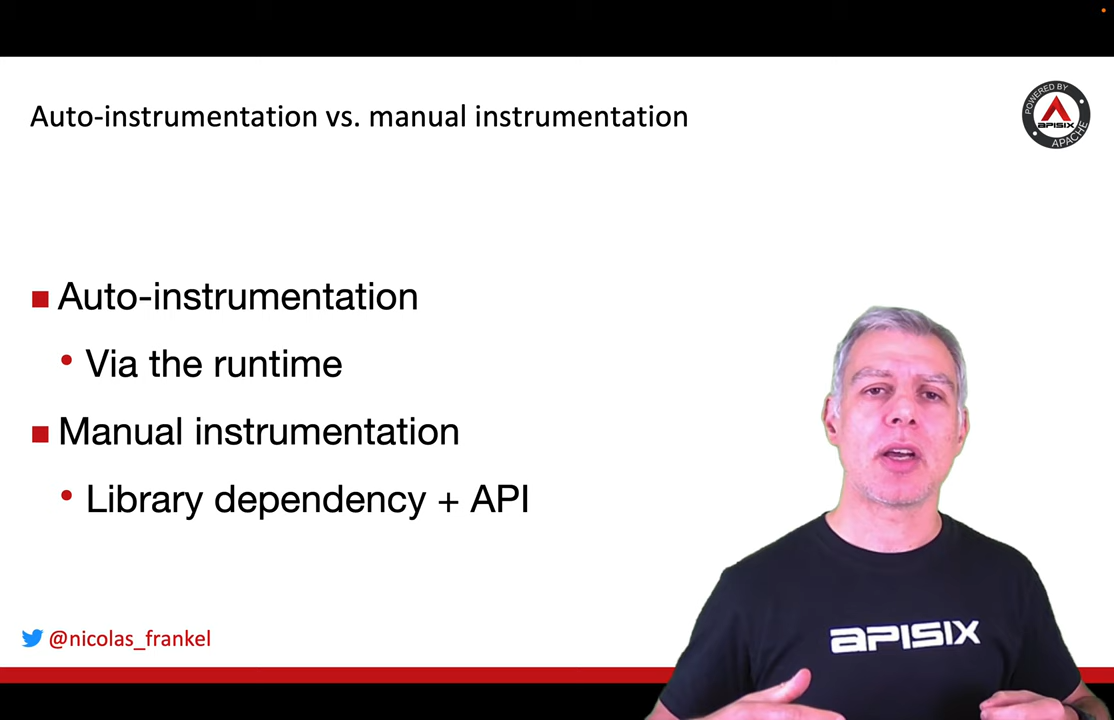 Auto-instrumentation vs. manual instrumentation
POWERED BY
APISIX
APACHE
Auto-instrumentation
Via the runtime
Manual instrumentation
Library dependency + API
@nicolas_frankel
APISIX